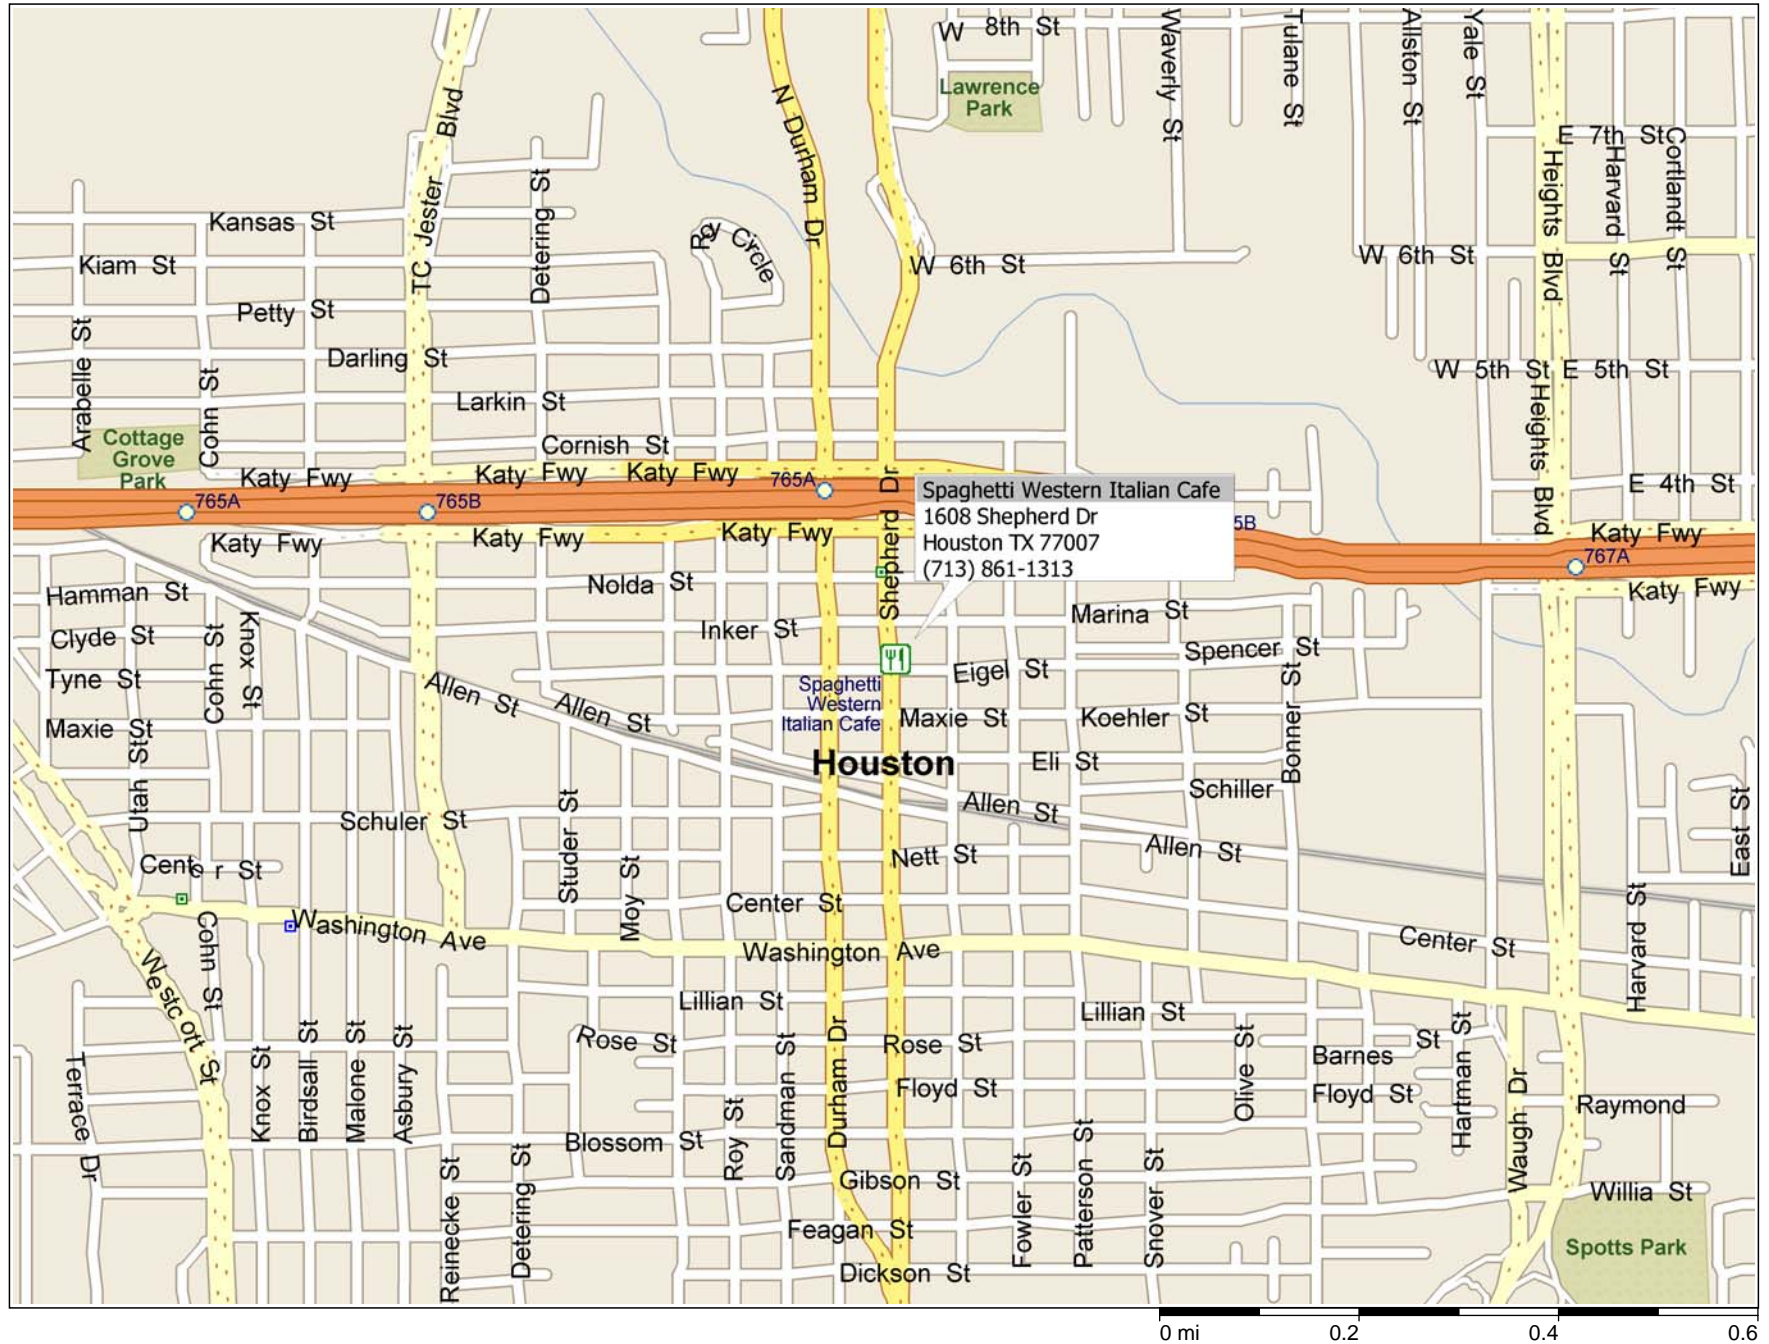 W 8th St
Waverly St
Tulane St
Allston St
Yale St
Lawrence
Park
TC Jester Blvd
N Durham Dr
E 7th St
Cortlandt St
Harvard St
Heights Blvd
Detering St
Kansas St
Roy Circle
Kiam St
W 6th St
W 6th St
Petty St
Arabelle St
Darling St
W 5th St
E 5th St
Cohn St
Larkin St
Heights Blvd
Cottage
Grove
Park
Cornish St
Katy Fwy
Katy Fwy
Katy Fwy
765A
765B
765A
Shepherd Dr
Spaghetti Western Italian Cafe
1608 Shepherd Dr
Houston TX 77007
(713) 861-1313
5B
E 4th St
Katy Fwy
767A
Katy Fwy
Katy Fwy
Katy Fwy
Katy Fwy
Nolda St
Hamman St
Marina St
Clyde St
Cohn St
Knox St
Inker St
Spencer St
Tyne St
Eigel St
Bonner St
Allen St
Allen St
Spaghetti
Western
Italian Cafe
Maxie St
Maxie St
Koehler St
Utah St
Houston
Eli St
Schiller
Schuler St
Studer St
Allen St
Allen St
East St
Center St
Moy St
Nett St
Center St
Harvard St
Washington Ave
Washington Ave
Center St
Cohn St
Westcott St
Lillian St
Lillian St
Terrace Dr
Knox St
Birdsall St
Malone St
Asbury St
Rose St
Sandman St
Durham Dr
Rose St
Olive St
Barnes St
Hartman St
Floyd St
Floyd St
Waugh Dr
Raymond
Blossom St
Roy St
Reinecke St
Detering St
Gibson St
Fowler St
Patterson St
Snover St
Willia St
Feagan St
Spotts Park
Dickson St
0 mi 0.2 0.4 0.6